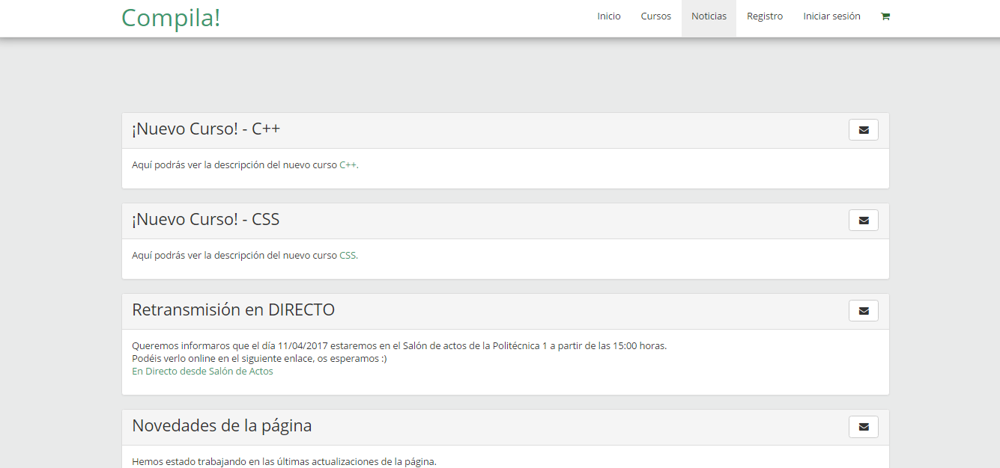 Compila!
Inicio Cursos Noticias Registro Iniciar sesión
¡Nuevo Curso! - C++
Aquí podrás ver la descripción del nuevo curso C++.
¡Nuevo Curso! - CSS
Aquí podrás ver la descripción del nuevo curso CSS.
Retransmisión en DIRECTO
Queremos informaros que el día 11/04/2017 estaremos en el Salón de actos de la Politécnica 1 a partir de las 15:00 horas.
Podéis verlo online en el siguiente enlace, os esperamos :)
En Directo desde Salón de Actos
Novedades de la página
Hemos estado trabajando en las últimas actualizaciones de la página.